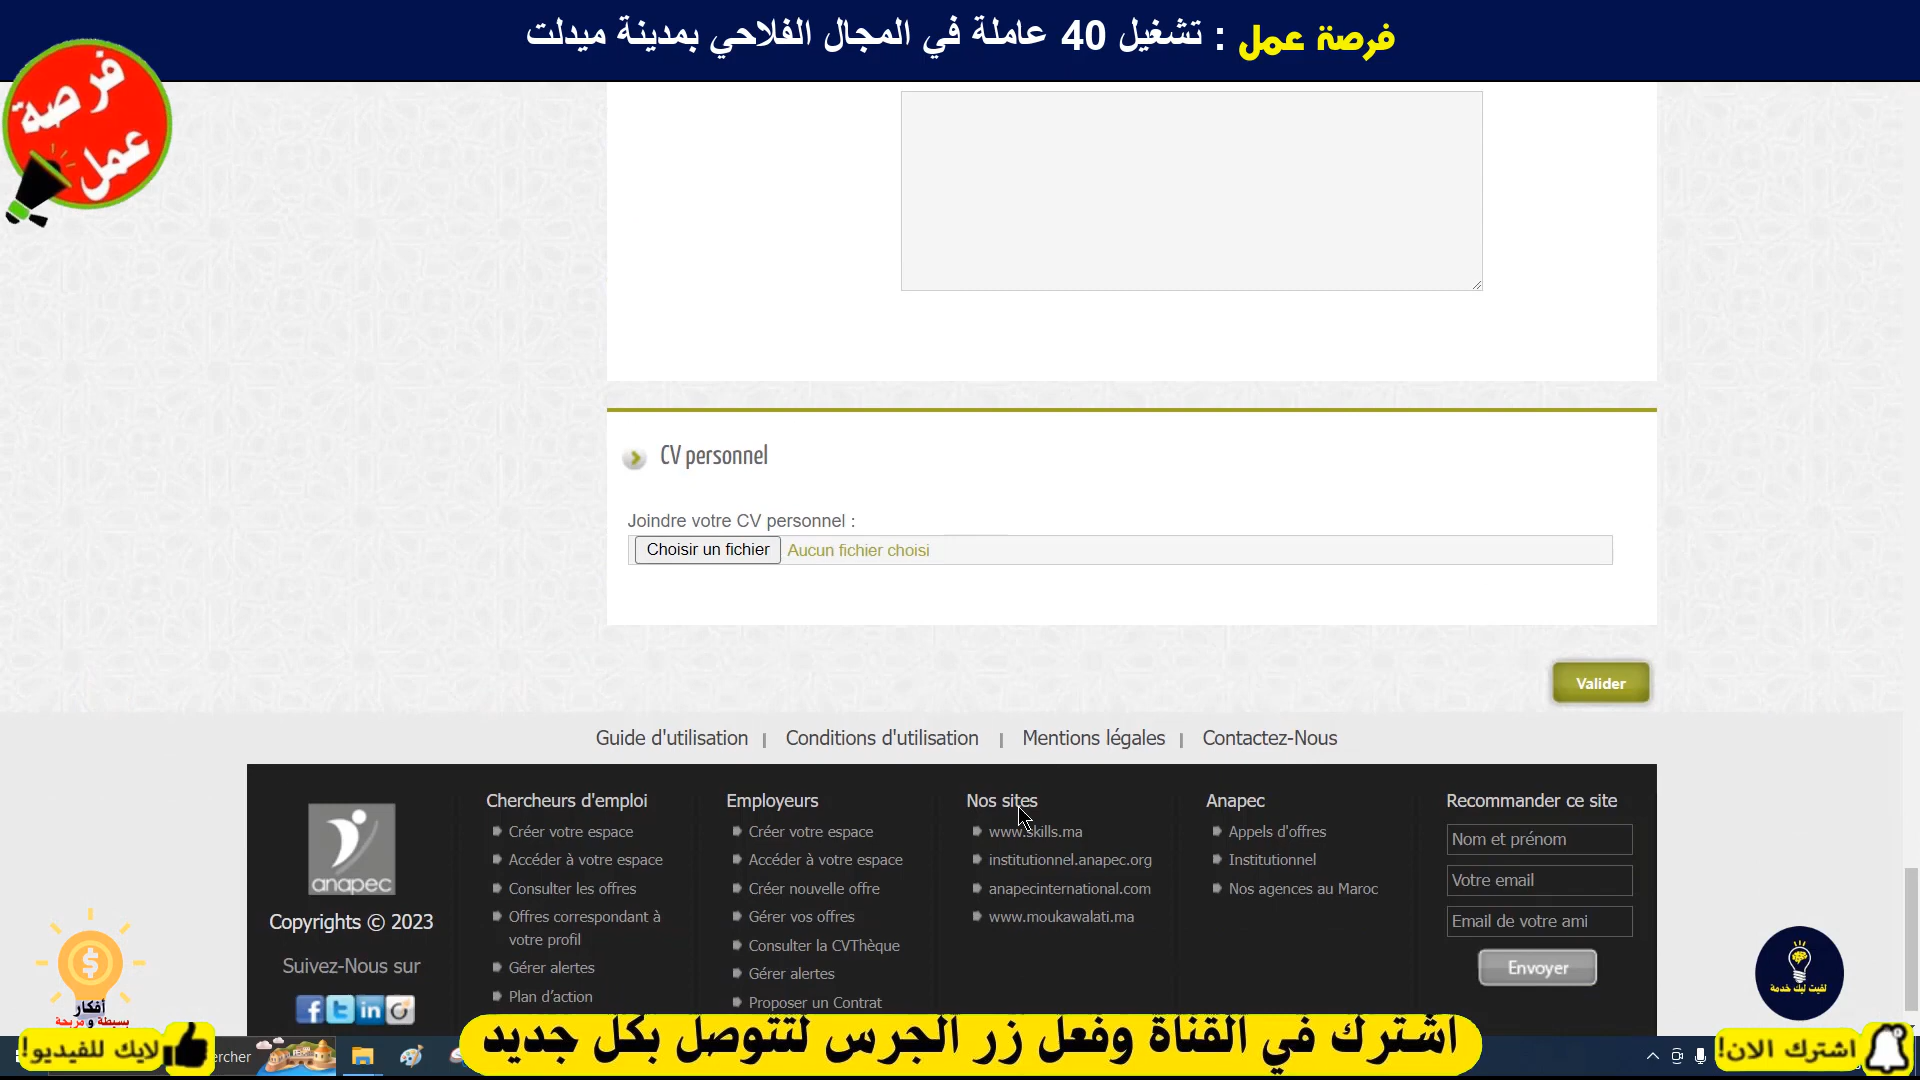 فرصة عمل : تشغيل 40 عاملة في المجال الفلاحي بمدينة ميدلت
فرصة
عمل
CV personnel
Joindre votre CV personnel :
Choisir un fichier Aucun fichier choisi
Valider
Guide d'utilisation | Conditions d'utilisation | Mentions légales | Contactez-Nous
anapec
Copyrights © 2023
Suivez-Nous sur
Chercheurs d'emploi
Créer votre espace
Accéder à votre espace
Consulter les offres
Offres correspondant à
votre profil
Gérer alertes
Plan d’action
Employeurs
Créer votre espace
Accéder à votre espace
Créer nouvelle offre
Gérer vos offres
Consulter la CVThèque
Gérer alertes
Proposer un Contrat
Nos sites
www.skills.ma
institutionnel.anapec.org
anapecinternational.com
www.moukawalati.ma
Anapec
Appels d'offres
Institutionnel
Nos agences au Maroc
Recommander ce site
Nom et prénom
Votre email
Email de votre ami
Envoyer
أفكار
بسيطة و مربحة
لقيت ليك خدمة
لايك للفيديو!
اشترك في القناة وفعل زر الجرس لتتوصل بكل جديد
اشترك الان!